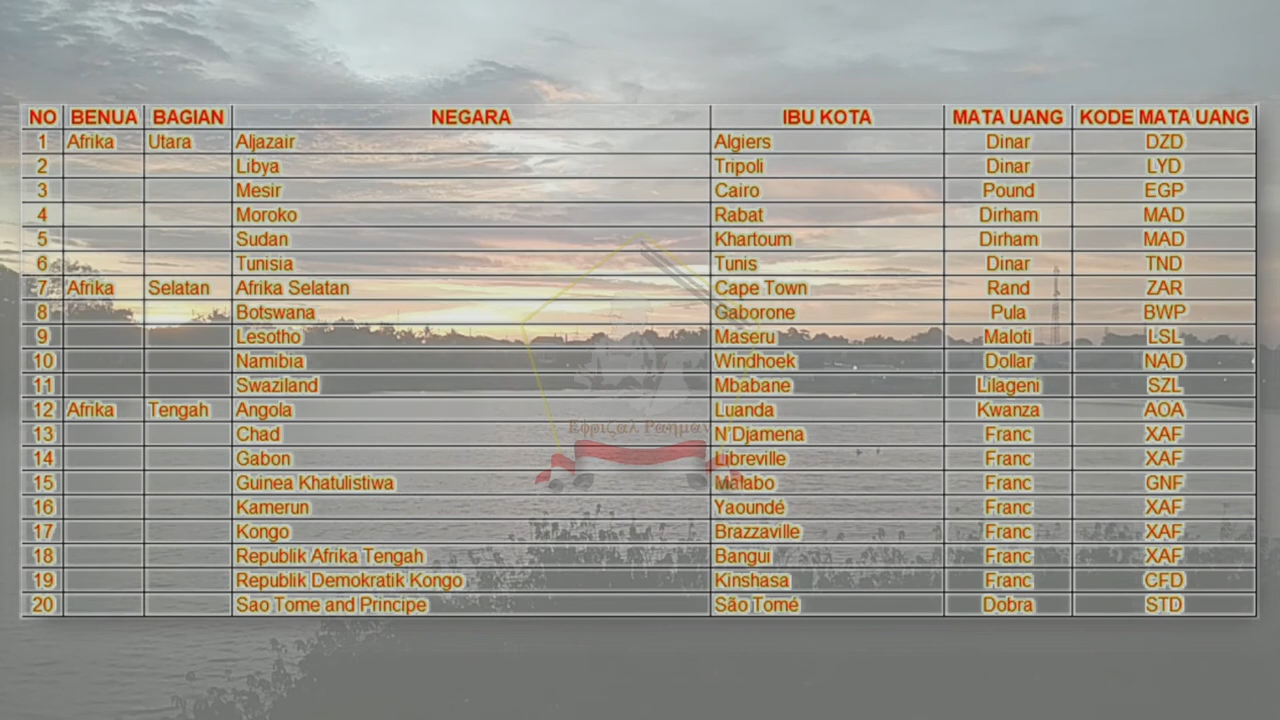 NO BENUA BAGIAN NEGARA IBU KOTA MATA UANG KODE MATA UANG
1 Afrika Utara Aljazair Algiers Dinar DZD
2 Libya Tripoli Dinar LYD
3 Mesir Cairo Pound EGP
4 Moroko Rabat Dirham MAD
5 Sudan Khartoum Dirham MAD
6 Tunisia Tunis Dinar TND
7 Afrika Selatan Afrika Selatan Cape Town Rand ZAR
8 Botswana Gaborone Pula BWP
9 Lesotho Maseru Maloti LSL
10 Namibia Windhoek Dollar NAD
11 Swaziland Mbabane Lilageni SZL
12 Afrika Tengah Angola Luanda Kwanza AOA
13 Chad N'Djamena Franc XAF
14 Gabon Libreville Franc XAF
15 Guinea Khatulistiwa Malabo Franc GNF
16 Kamerun Yaoundé Franc XAF
17 Kongo Brazzaville Franc XAF
18 Republik Afrika Tengah Bangui Franc XAF
19 Republik Demokratik Kongo Kinshasa Franc CFD
20 Sao Tome and Principe São Tomé Dobra STD